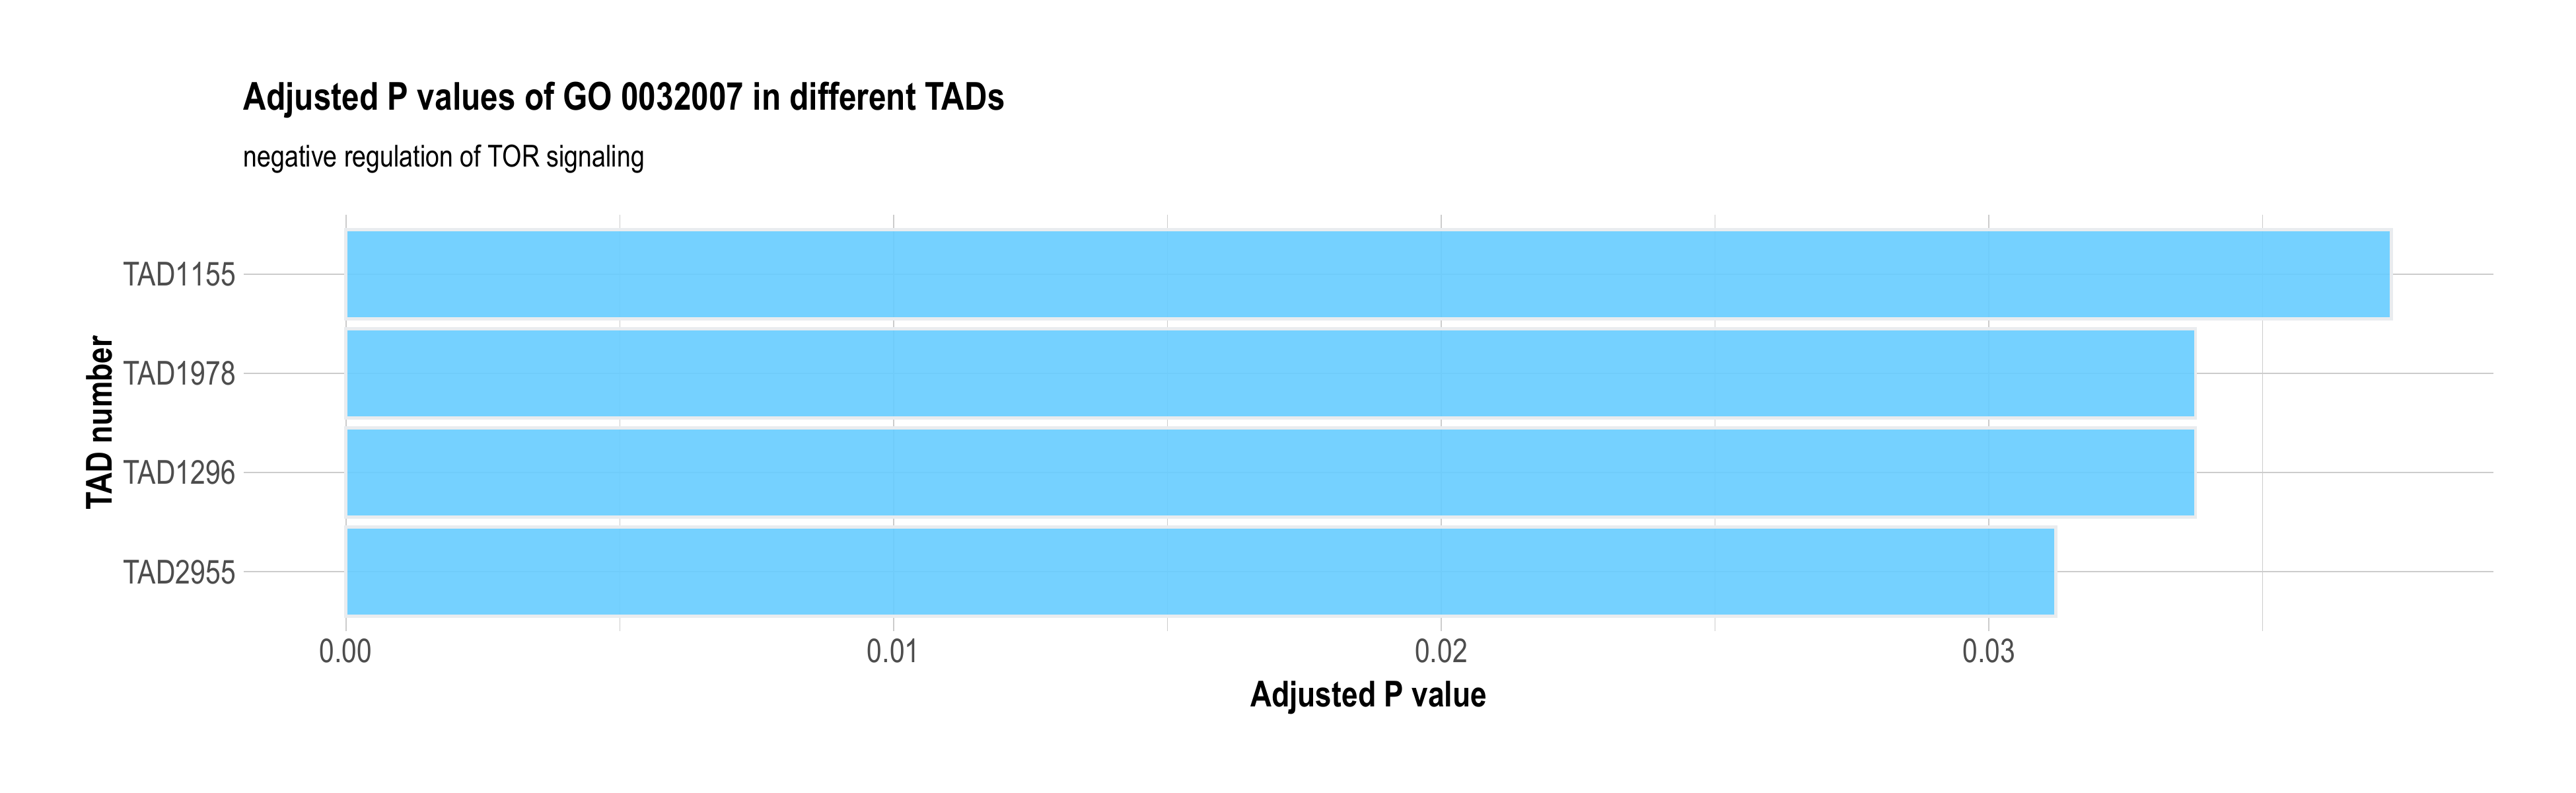 Adjusted P values of GO 0032007 in different TADs
negative regulation of TOR signaling
TAD number
TAD1155
TAD1978
TAD1296
TAD2955
0.00 0.01 0.02 0.03
Adjusted P value